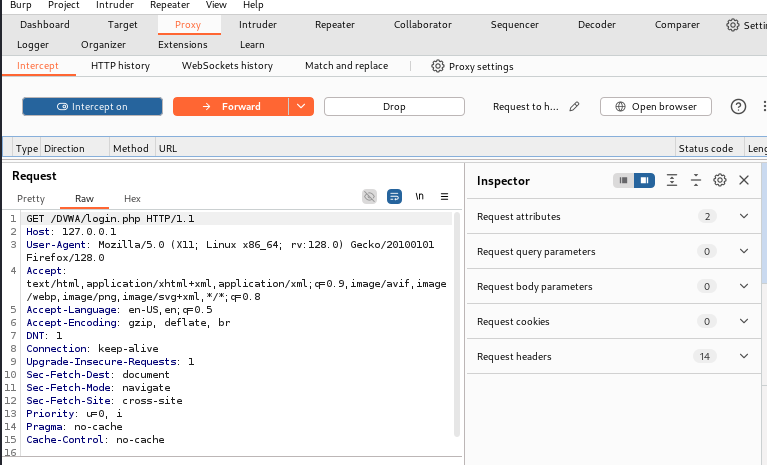 Burp Project Intruder Repeater View Help
Dashboard Target Proxy Intruder Repeater Collaborator Sequencer Decoder Comparer
Logger Organizer Extensions Learn
Intercept HTTP history WebSockets history Match and replace Proxy settings
Intercept on Forward Drop Request to h... Open browser
Type Direction Method URL Status code
Request
Pretty Raw Hex \n
1 GET /DVWA/login.php HTTP/1.1
2 Host: 127.0.0.1
3 User-Agent: Mozilla/5.0 (X11; Linux x86_64; rv:128.0) Gecko/20100101
Firefox/128.0
4 Accept:
text/html,application/xhtml+xml,application/xml;q=0.9,image/avif,image
/webp,image/png,image/svg+xml,*/*;q=0.8
5 Accept-Language: en-US,en;q=0.5
6 Accept-Encoding: gzip, deflate, br
7 DNT: 1
8 Connection: keep-alive
9 Upgrade-Insecure-Requests: 1
10 Sec-Fetch-Dest: document
11 Sec-Fetch-Mode: navigate
12 Sec-Fetch-Site: cross-site
13 Priority: u=0, i
14 Pragma: no-cache
15 Cache-Control: no-cache
16
Inspector
Request attributes 2
Request query parameters 0
Request body parameters 0
Request cookies 0
Request headers 14